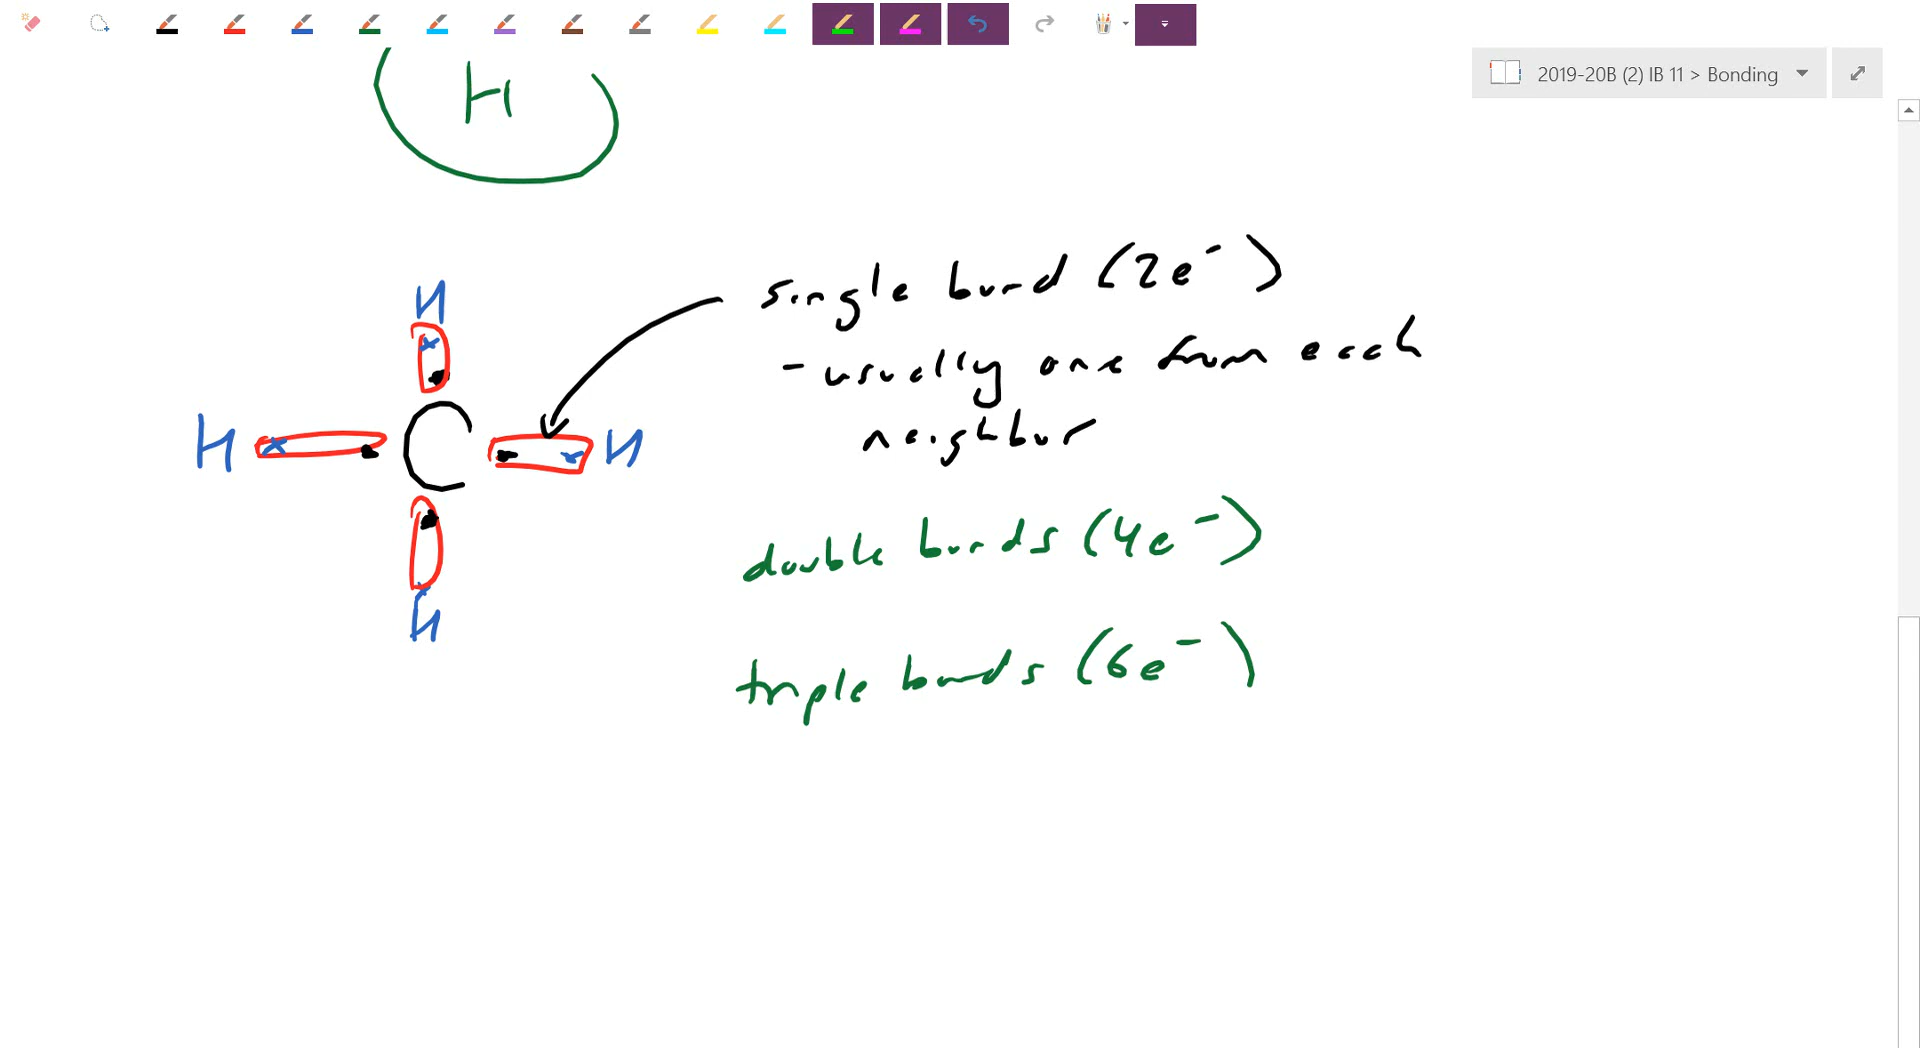 2019-20B (2) IB 11 > Bonding
H
single bond (2e⁻)
H
- usually one from each
neighbor
H C H
double bonds (4e⁻)
H
triple bonds (6e⁻)